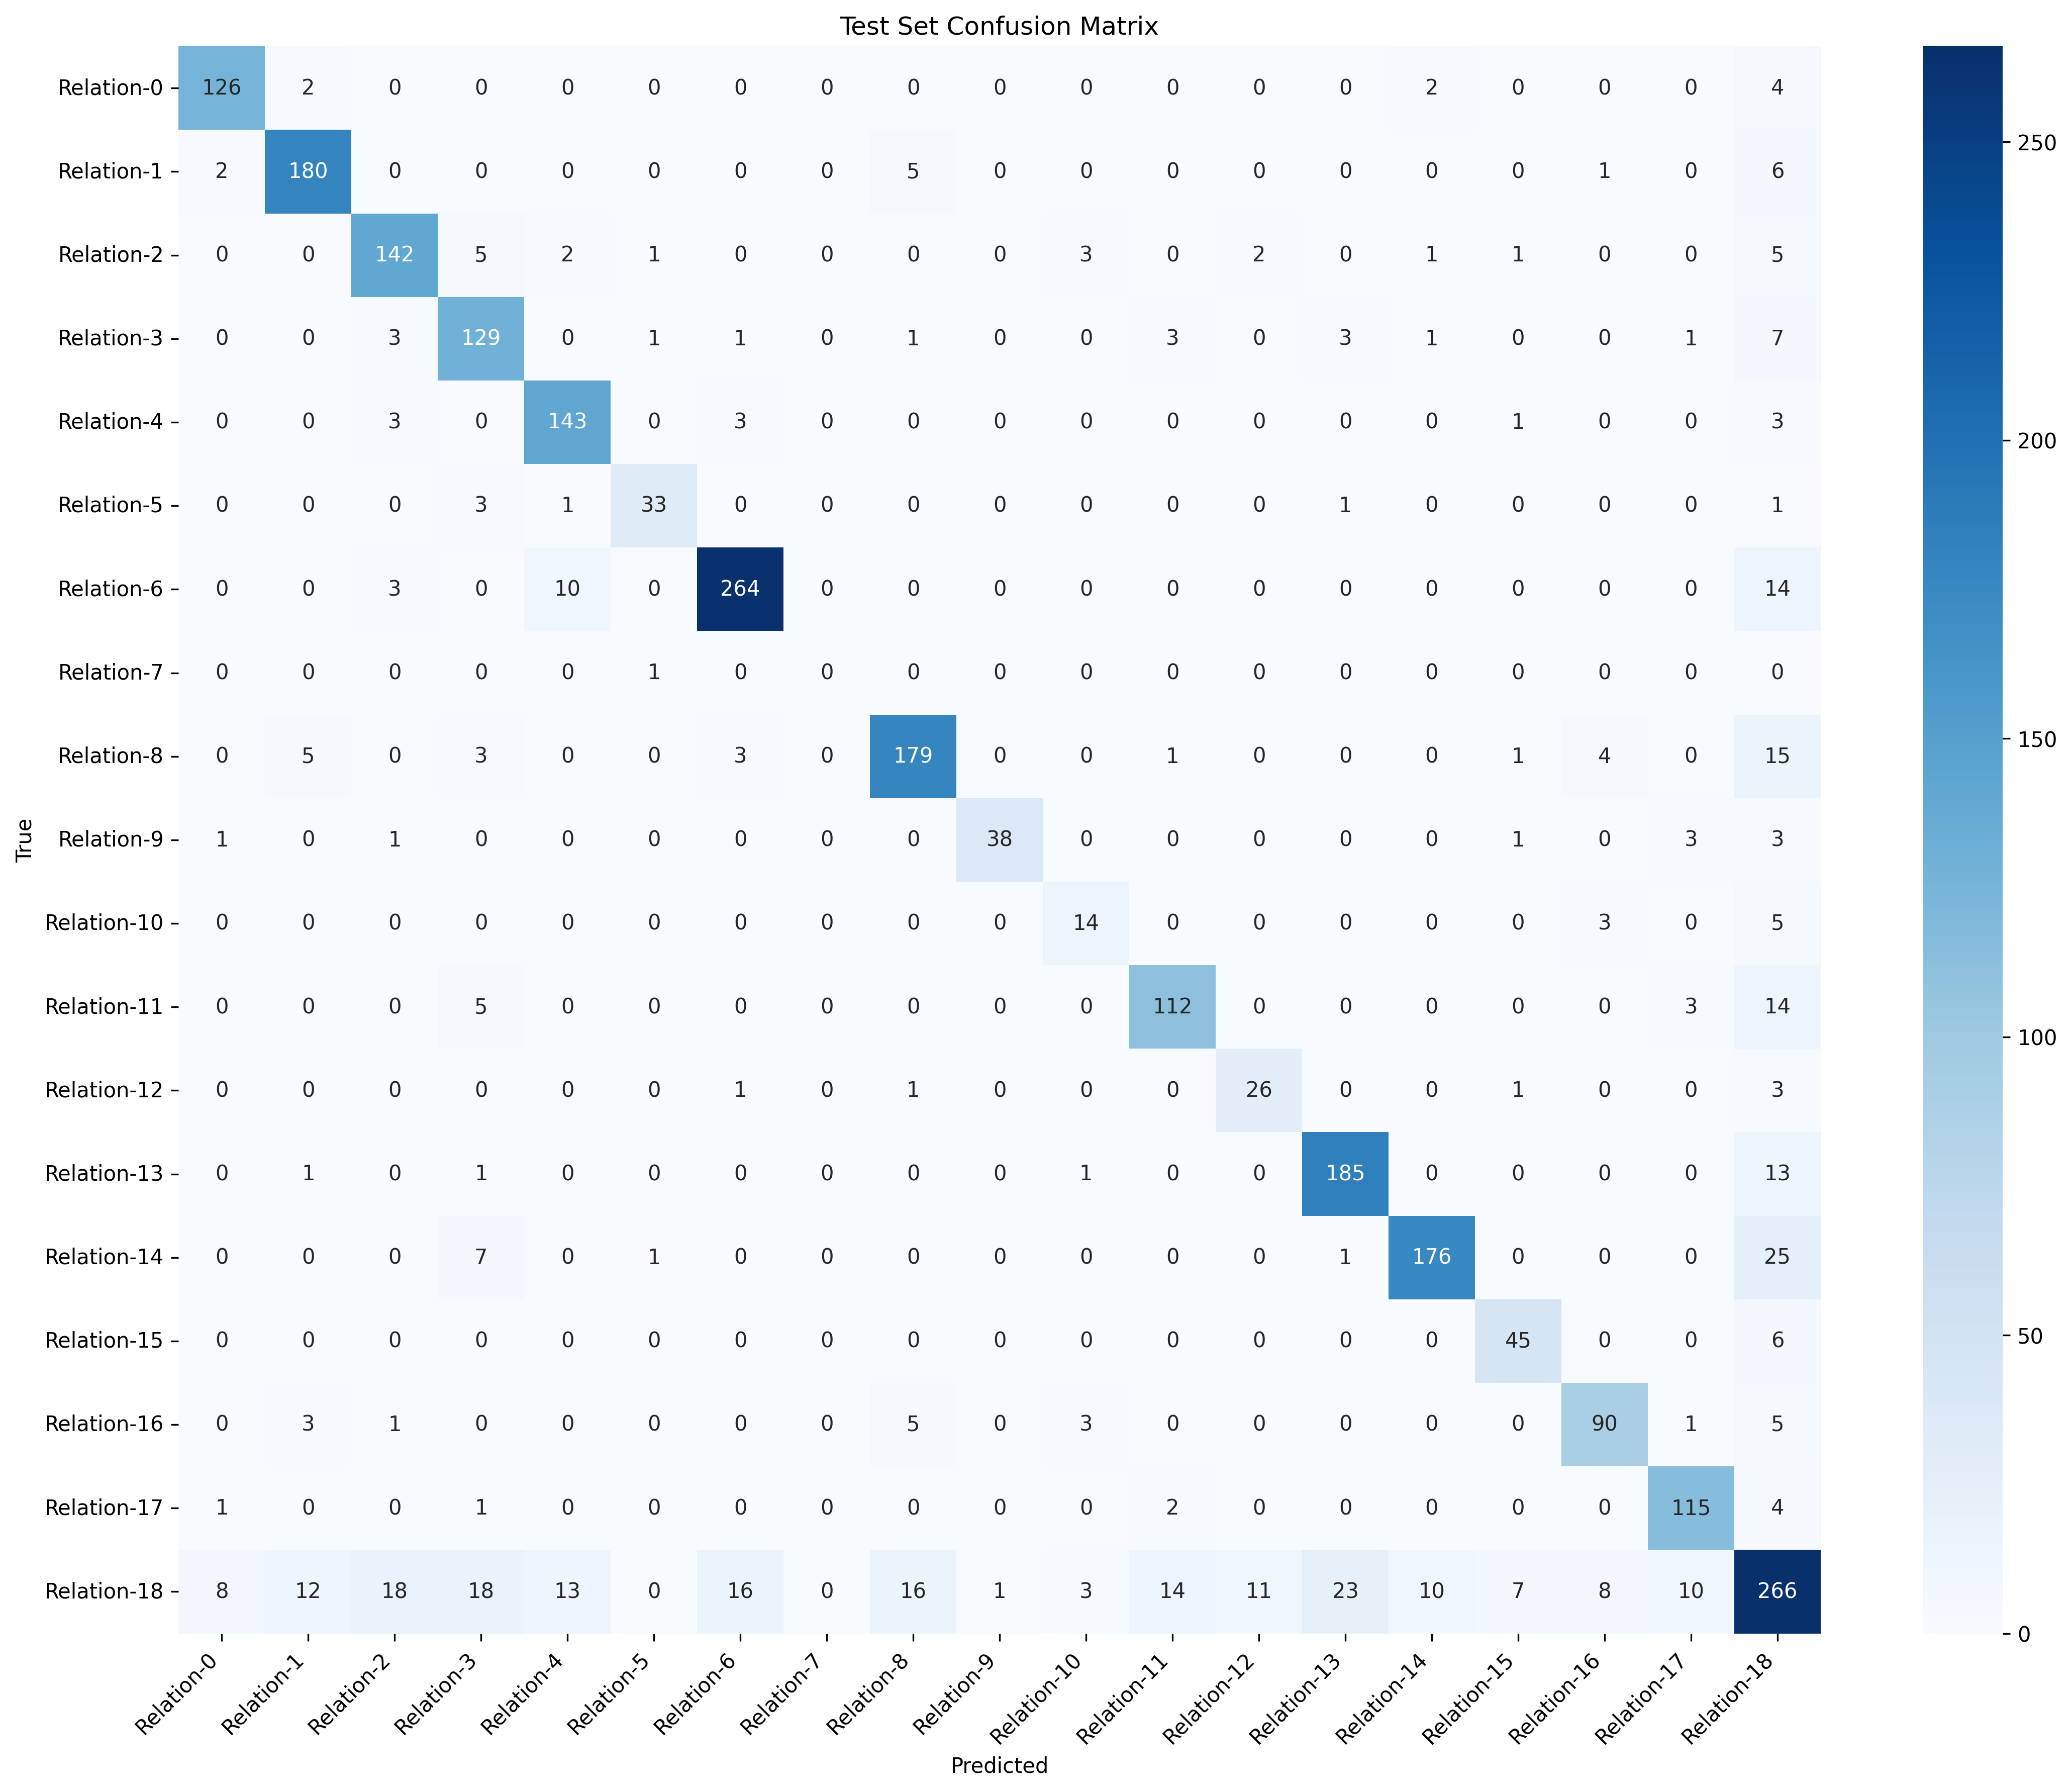 Test Set Confusion Matrix
Relation-0 126 2 0 0 0 0 0 0 0 0 0 0 0 0 2 0 0 0 4
Relation-1 2 180 0 0 0 0 0 0 5 0 0 0 0 0 0 0 1 0 6
Relation-2 0 0 142 5 2 1 0 0 0 0 3 0 2 0 1 1 0 0 5
Relation-3 0 0 3 129 0 1 1 0 1 0 0 3 0 3 1 0 0 1 7
Relation-4 0 0 3 0 143 0 3 0 0 0 0 0 0 0 0 1 0 0 3
Relation-5 0 0 0 3 1 33 0 0 0 0 0 0 0 1 0 0 0 0 1
Relation-6 0 0 3 0 10 0 264 0 0 0 0 0 0 0 0 0 0 0 14
Relation-7 0 0 0 0 0 1 0 0 0 0 0 0 0 0 0 0 0 0 0
Relation-8 0 5 0 3 0 0 3 0 179 0 0 1 0 0 0 1 4 0 15
Relation-9 1 0 1 0 0 0 0 0 0 38 0 0 0 0 0 1 0 3 3
Relation-10 0 0 0 0 0 0 0 0 0 0 14 0 0 0 0 0 3 0 5
Relation-11 0 0 0 5 0 0 0 0 0 0 0 112 0 0 0 0 0 3 14
Relation-12 0 0 0 0 0 0 1 0 1 0 0 0 26 0 0 1 0 0 3
Relation-13 0 1 0 1 0 0 0 0 0 0 1 0 0 185 0 0 0 0 13
Relation-14 0 0 0 7 0 1 0 0 0 0 0 0 0 1 176 0 0 0 25
Relation-15 0 0 0 0 0 0 0 0 0 0 0 0 0 0 0 45 0 0 6
Relation-16 0 3 1 0 0 0 0 0 5 0 3 0 0 0 0 0 90 1 5
Relation-17 1 0 0 1 0 0 0 0 0 0 0 2 0 0 0 0 0 115 4
Relation-18 8 12 18 18 13 0 16 0 16 1 3 14 11 23 10 7 8 10 266
Relation-0 Relation-1 Relation-2 Relation-3 Relation-4 Relation-5 Relation-6 Relation-7 Relation-8 Relation-9 Relation-10 Relation-11 Relation-12 Relation-13 Relation-14 Relation-15 Relation-16 Relation-17 Relation-18
Predicted
True
250
200
150
100
50
0